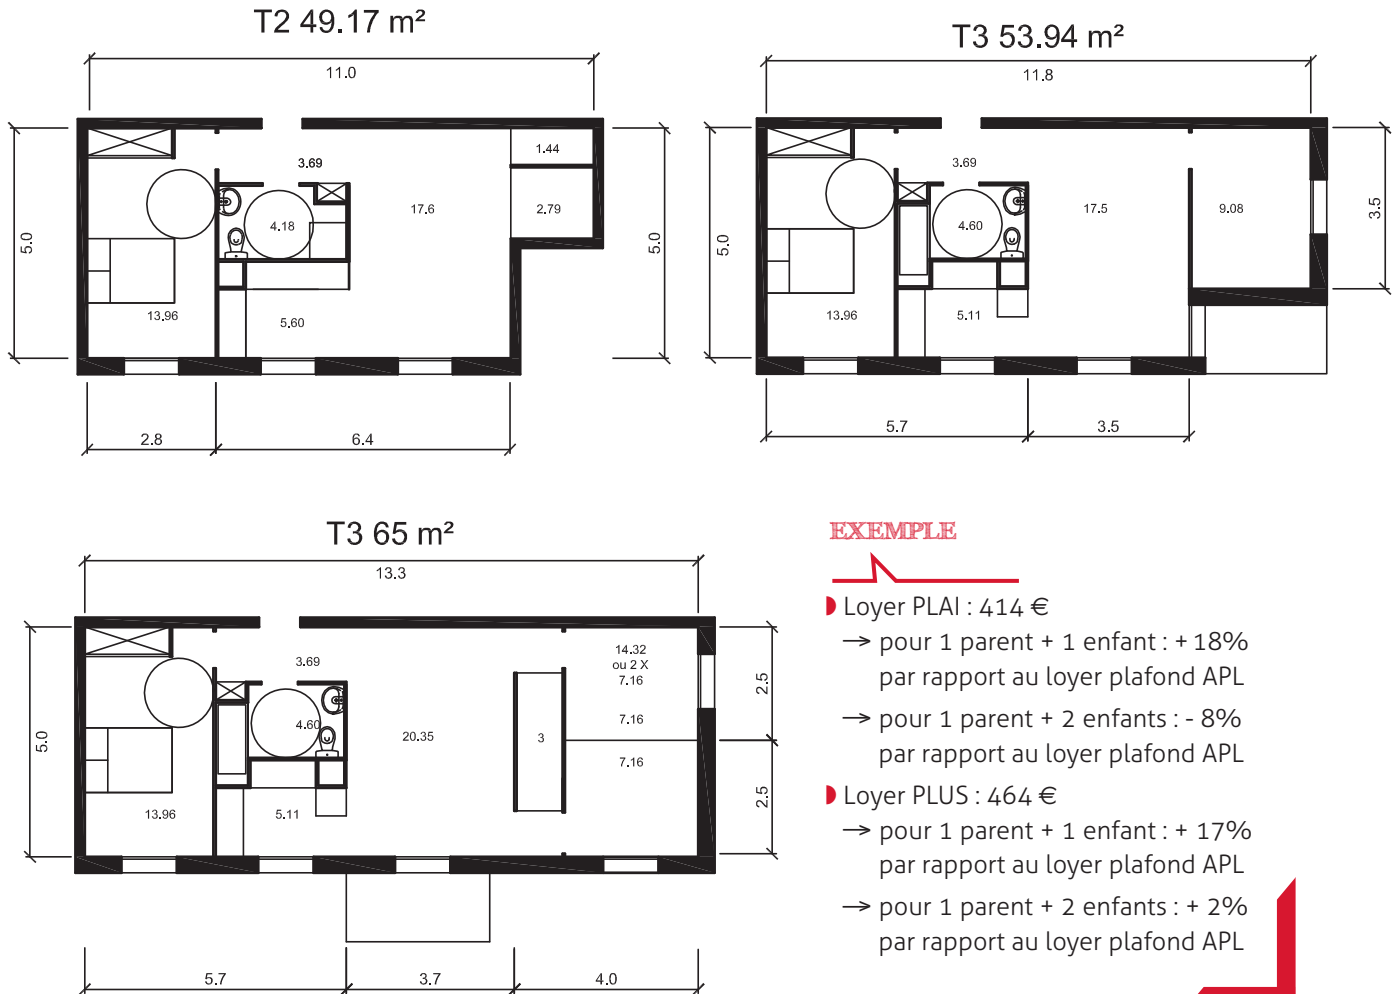 T2 49.17 m²
11.0
5.0
3.69
1.44
17.6
2.79
4.18
5.0
13.96
5.60
2.8
6.4
T3 53.94 m²
11.8
5.0
3.69
4.60
17.5
9.08
3.5
13.96
5.11
5.7
3.5
T3 65 m²
13.3
5.0
3.69
14.32
ou 2 X
7.16
2.5
4.60
20.35
3
7.16
7.16
13.96
5.11
2.5
5.7
3.7
4.0
EXEMPLE
Loyer PLAI : 414 €
→ pour 1 parent + 1 enfant : + 18%
par rapport au loyer plafond APL
→ pour 1 parent + 2 enfants : - 8%
par rapport au loyer plafond APL
Loyer PLUS : 464 €
→ pour 1 parent + 1 enfant : + 17%
par rapport au loyer plafond APL
→ pour 1 parent + 2 enfants : + 2%
par rapport au loyer plafond APL